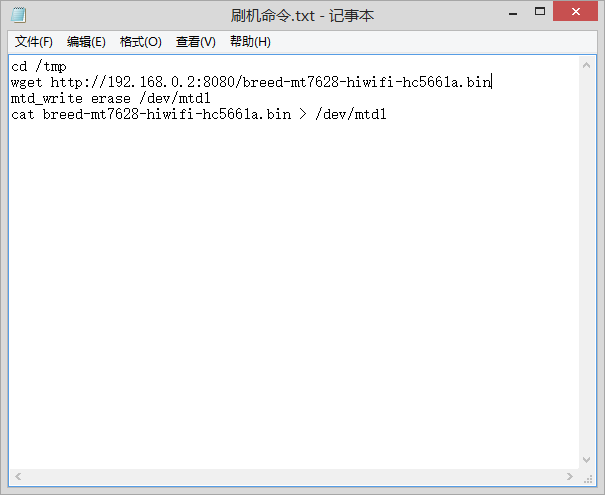 刷机命令.txt - 记事本
文件(F) 编辑(E) 格式(O) 查看(V) 帮助(H)
cd /tmp
wget http://192.168.0.2:8080/breed-mt7628-hiwifi-hc5661a.bin
mtd_write erase /dev/mtd1
cat breed-mt7628-hiwifi-hc5661a.bin > /dev/mtd1